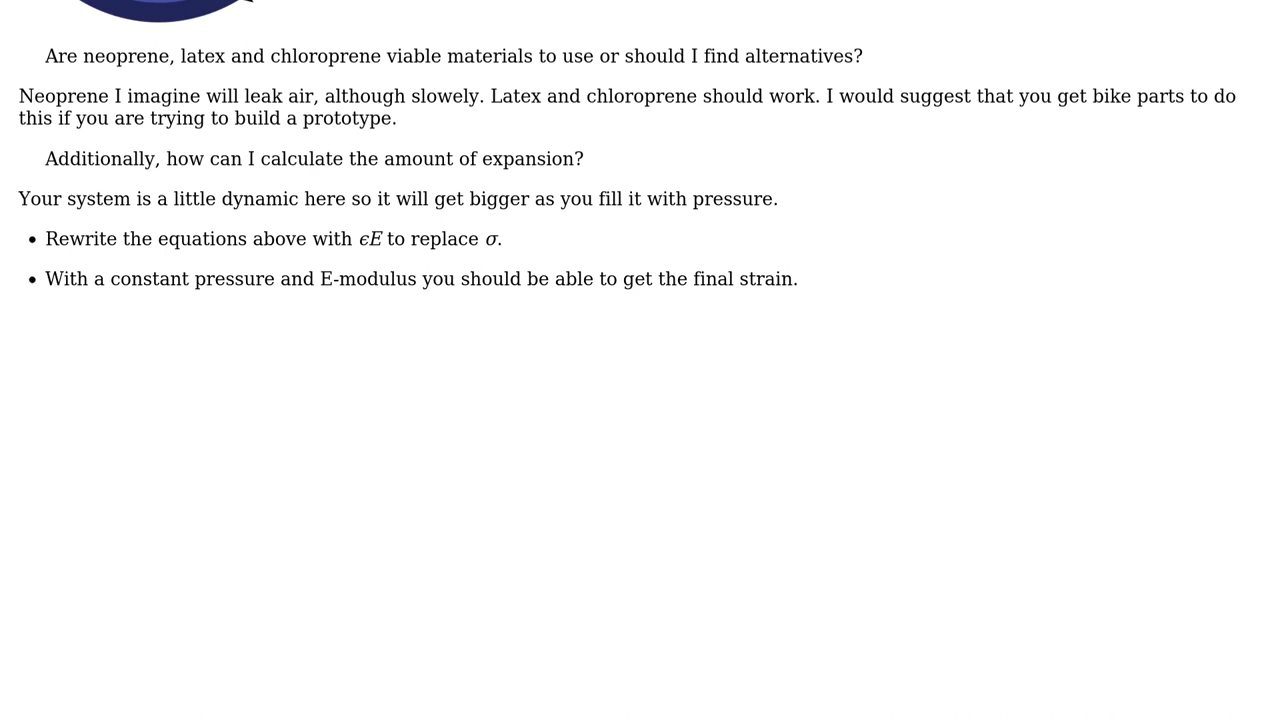 Are neoprene, latex and chloroprene viable materials to use or should I find alternatives?
Neoprene I imagine will leak air, although slowly. Latex and chloroprene should work. I would suggest that you get bike parts to do
this if you are trying to build a prototype.
Additionally, how can I calculate the amount of expansion?
Your system is a little dynamic here so it will get bigger as you fill it with pressure.
• Rewrite the equations above with ϵE to replace σ.
• With a constant pressure and E-modulus you should be able to get the final strain.